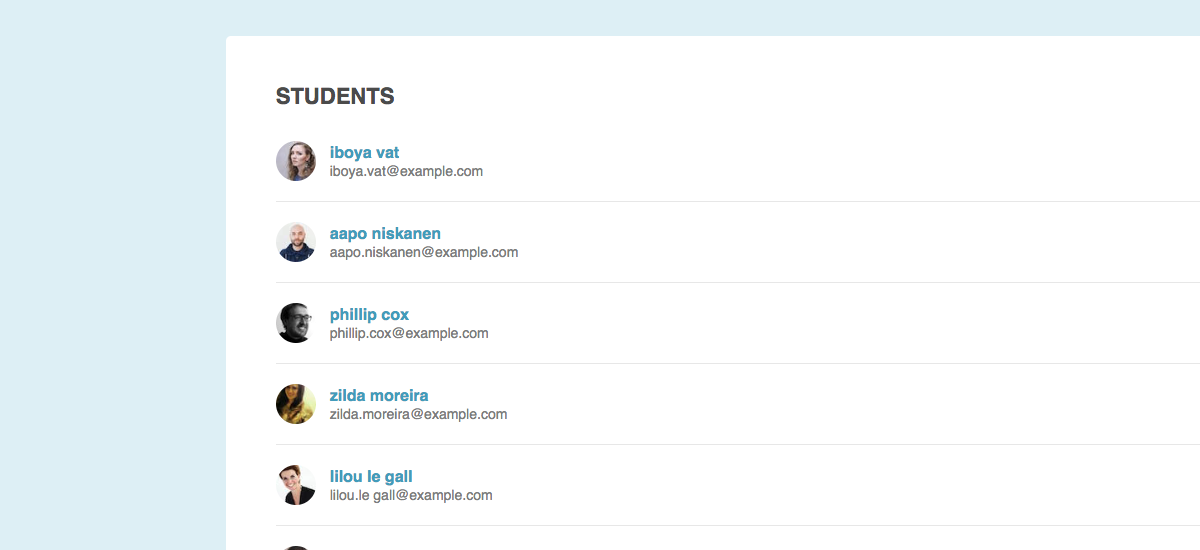 STUDENTS
iboya vat
iboya.vat@example.com
aapo niskanen
aapo.niskanen@example.com
phillip cox
phillip.cox@example.com
zilda moreira
zilda.moreira@example.com
lilou le gall
lilou.le gall@example.com